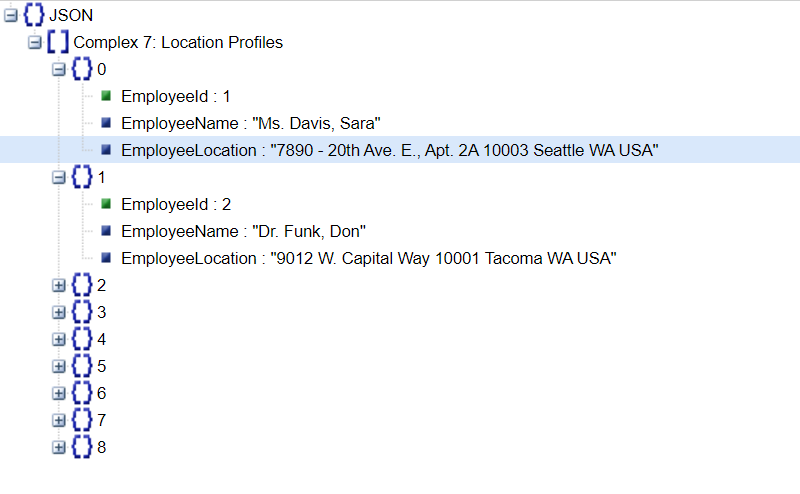 JSON
Complex 7: Location Profiles
0
EmployeeId : 1
EmployeeName : "Ms. Davis, Sara"
EmployeeLocation : "7890 - 20th Ave. E., Apt. 2A 10003 Seattle WA USA"
1
EmployeeId : 2
EmployeeName : "Dr. Funk, Don"
EmployeeLocation : "9012 W. Capital Way 10001 Tacoma WA USA"
2
3
4
5
6
7
8